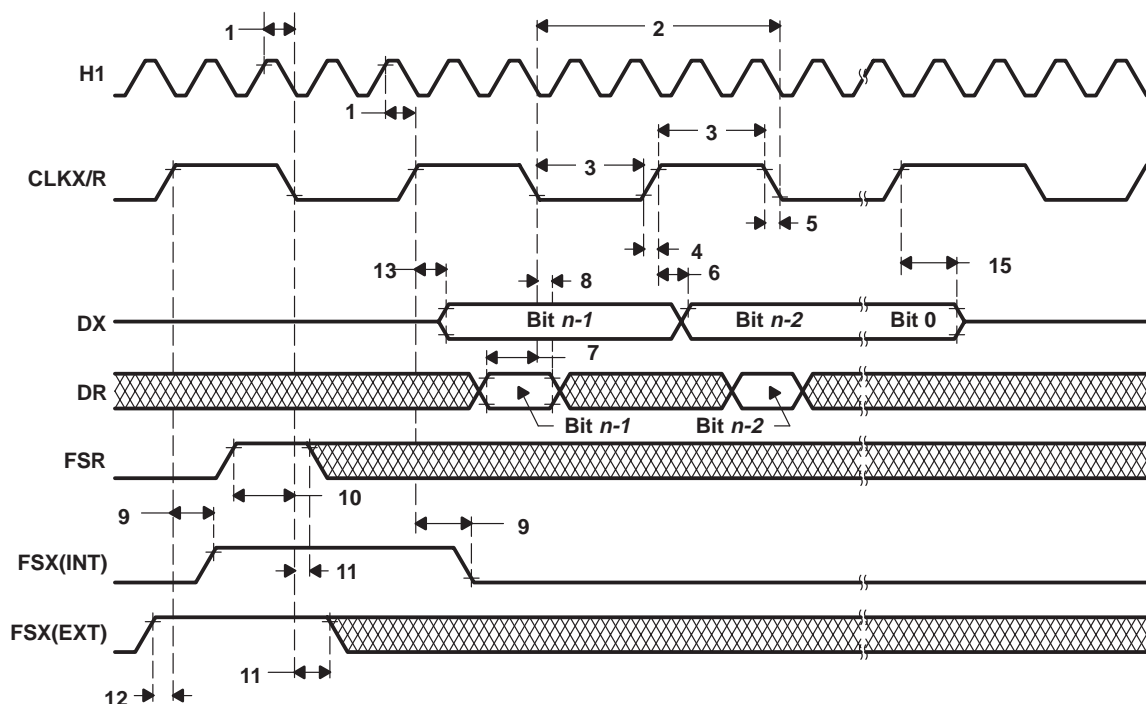 1
2
H1
1
3
CLKX/R
3
5
4
13
8
6
15
DX
Bit n-1
Bit n-2
Bit 0
7
DR
Bit n-1
Bit n-2
FSR
10
9
9
FSX(INT)
11
FSX(EXT)
11
12